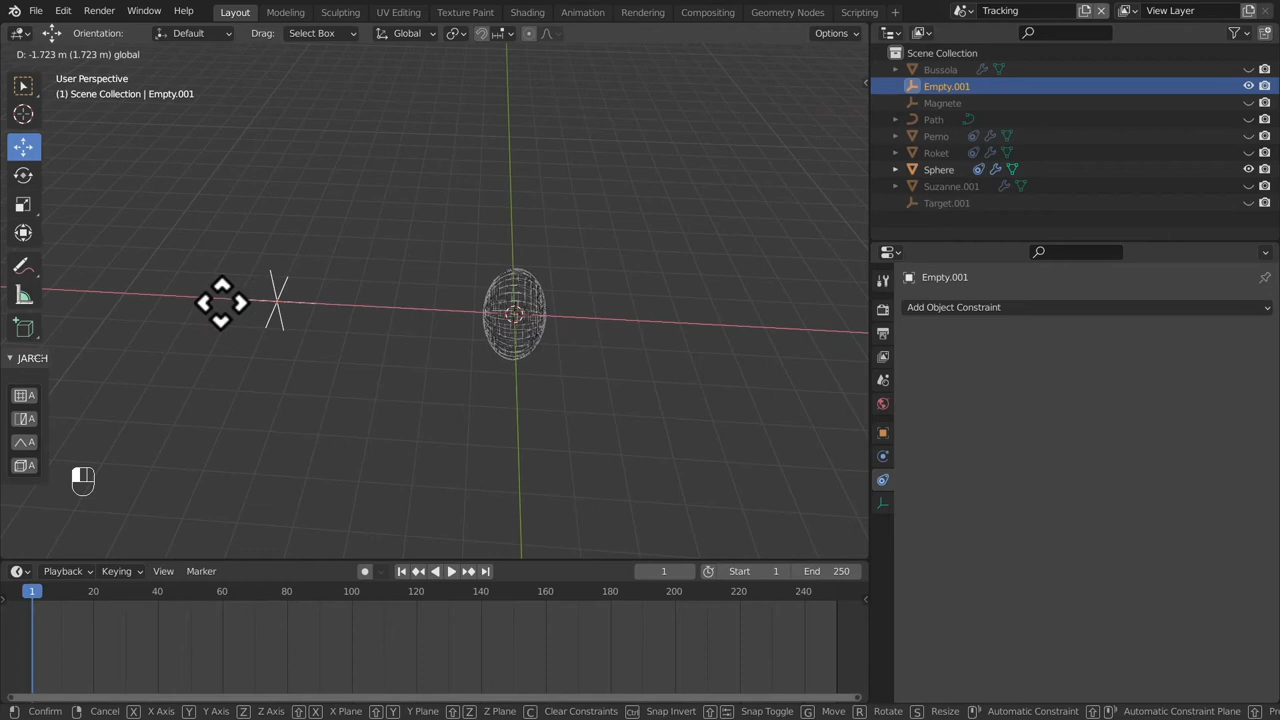 File Edit Render Window Help Layout Modeling Sculpting UV Editing Texture Paint Shading Animation Rendering Compositing Geometry Nodes Scripting + Tracking View Layer
Orientation: Default Drag: Select Box Global Options
D: -1.723 m (1.723 m) global
User Perspective
(1) Scene Collection | Empty.001
Scene Collection
Bussola
Empty.001
Magnete
Path
Perno
Roket
Sphere
Suzanne.001
Target.001
Empty.001
Add Object Constraint
JARCH
A
A
A
A
Playback Keying View Marker 1 Start 1 End 250
1 20 40 60 80 100 120 140 160 180 200 220 240
Confirm Cancel X X Axis Y Y Axis Z Z Axis X X Plane Y Y Plane Z Z Plane C Clear Constraints Ctrl Snap Invert Snap Toggle G Move R Rotate S Resize Automatic Constraint Automatic Constraint Plane